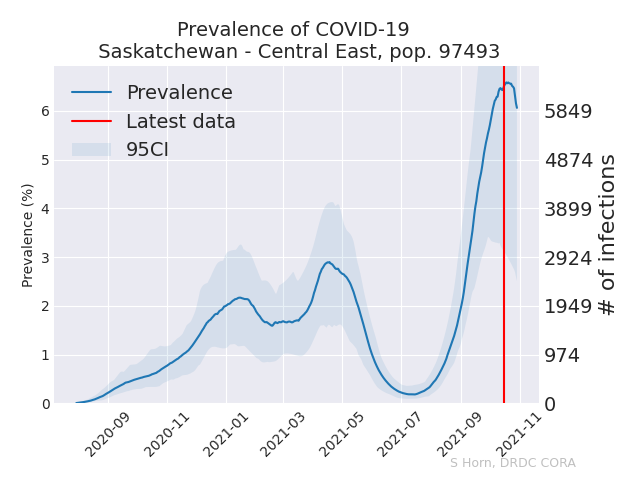 Prevalence of COVID-19
Saskatchewan - Central East, pop. 97493
Prevalence
Latest data
95CI
Prevalence (%)
6
5
4
3
2
1
0
5849
4874
3899
2924
1949
974
0
# of infections
2020-09
2020-11
2021-01
2021-03
2021-05
2021-07
2021-09
2021-11
S Horn, DRDC CORA